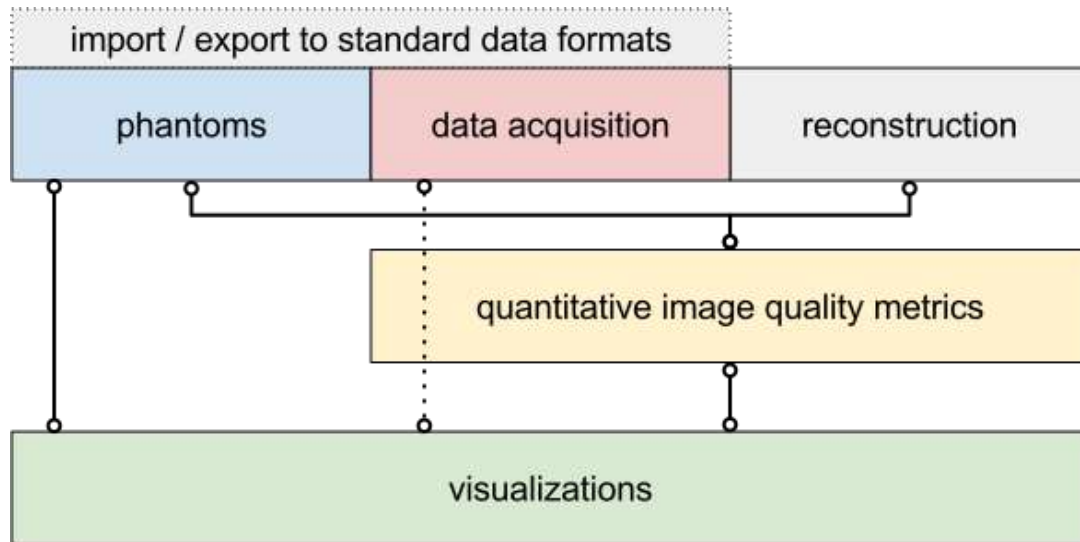 import / export to standard data formats
phantoms
data acquisition
reconstruction
quantitative image quality metrics
visualizations